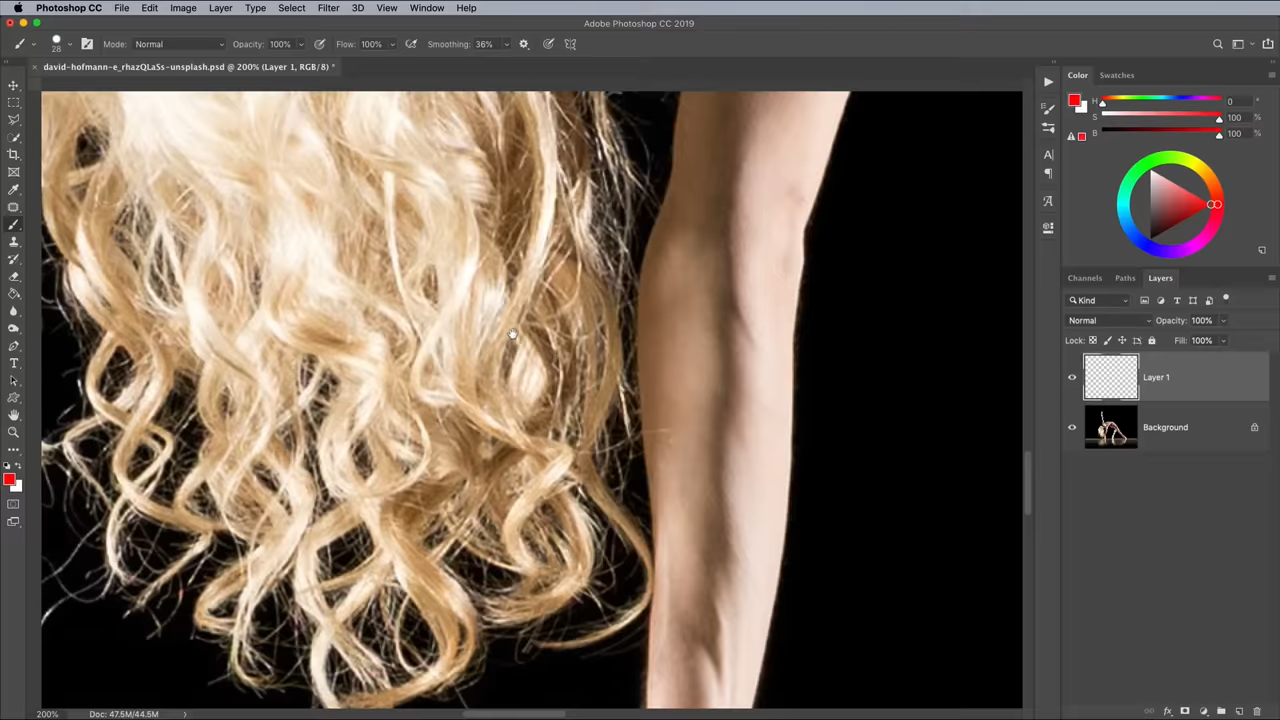 Photoshop CC File Edit Image Layer Type Select Filter 3D View Window Help
Adobe Photoshop CC 2019
28 Mode: Normal Opacity: 100% Flow: 100% Smoothing: 36%
× david-hofmann-e_rhazQLaSs-unsplash.psd @ 200% (Layer 1, RGB/8) *
Color Swatches
H 0 °
S 100 %
B 100 %
Channels Paths Layers
Kind
Normal Opacity: 100%
Lock: Fill: 100%
Layer 1
Background
200% Doc: 47.5M/44.5M